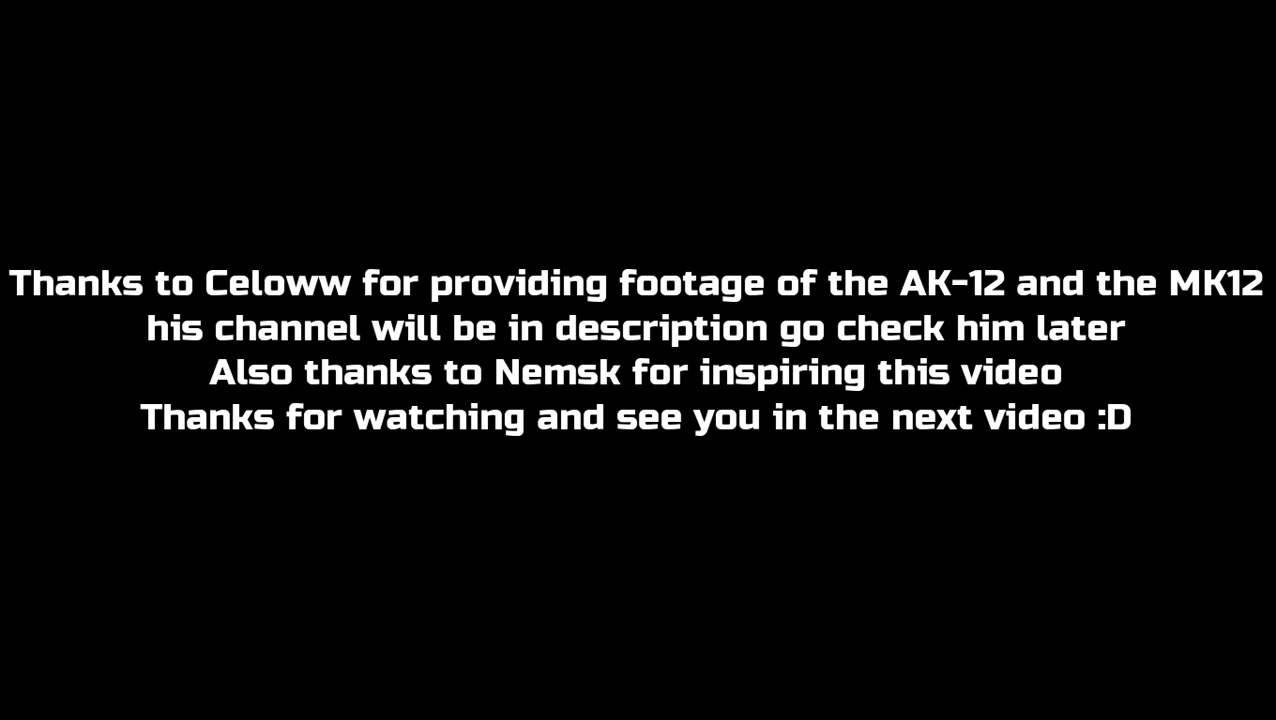 Thanks to Celoww for providing footage of the AK-12 and the MK12
his channel will be in description go check him later
Also thanks to Nemsk for inspiring this video
Thanks for watching and see you in the next video :D